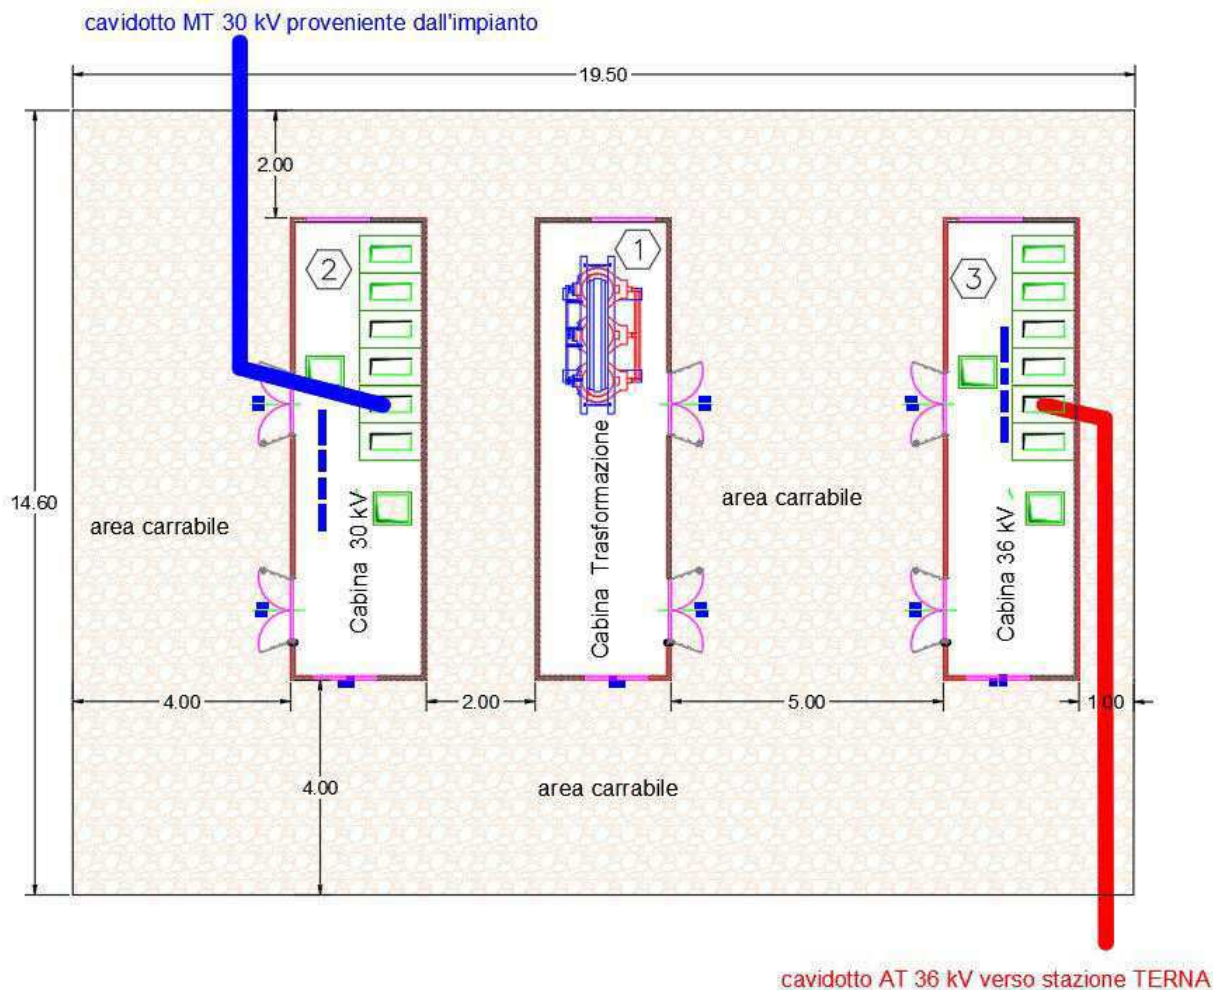 cavidotto MT 30 kV proveniente dall'impianto
19.50
2.00
2
1
3
14.60
area carrabile
Cabina 30 kV
Cabina Trasformazione
area carrabile
Cabina 36 kV
4.00
2.00
5.00
1.00
4.00
area carrabile
cavidotto AT 36 kV verso stazione TERNA